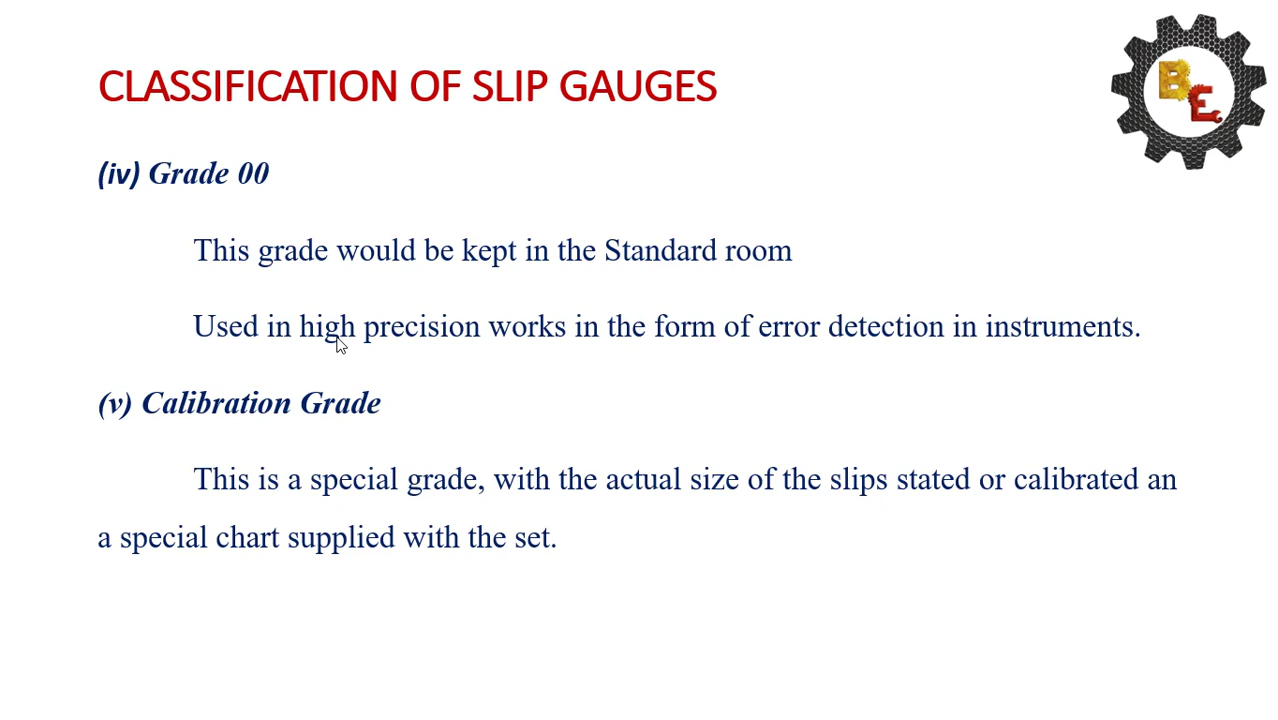 CLASSIFICATION OF SLIP GAUGES
BE
(iv) Grade 00
This grade would be kept in the Standard room
Used in high precision works in the form of error detection in instruments.
(v) Calibration Grade
This is a special grade, with the actual size of the slips stated or calibrated an
a special chart supplied with the set.